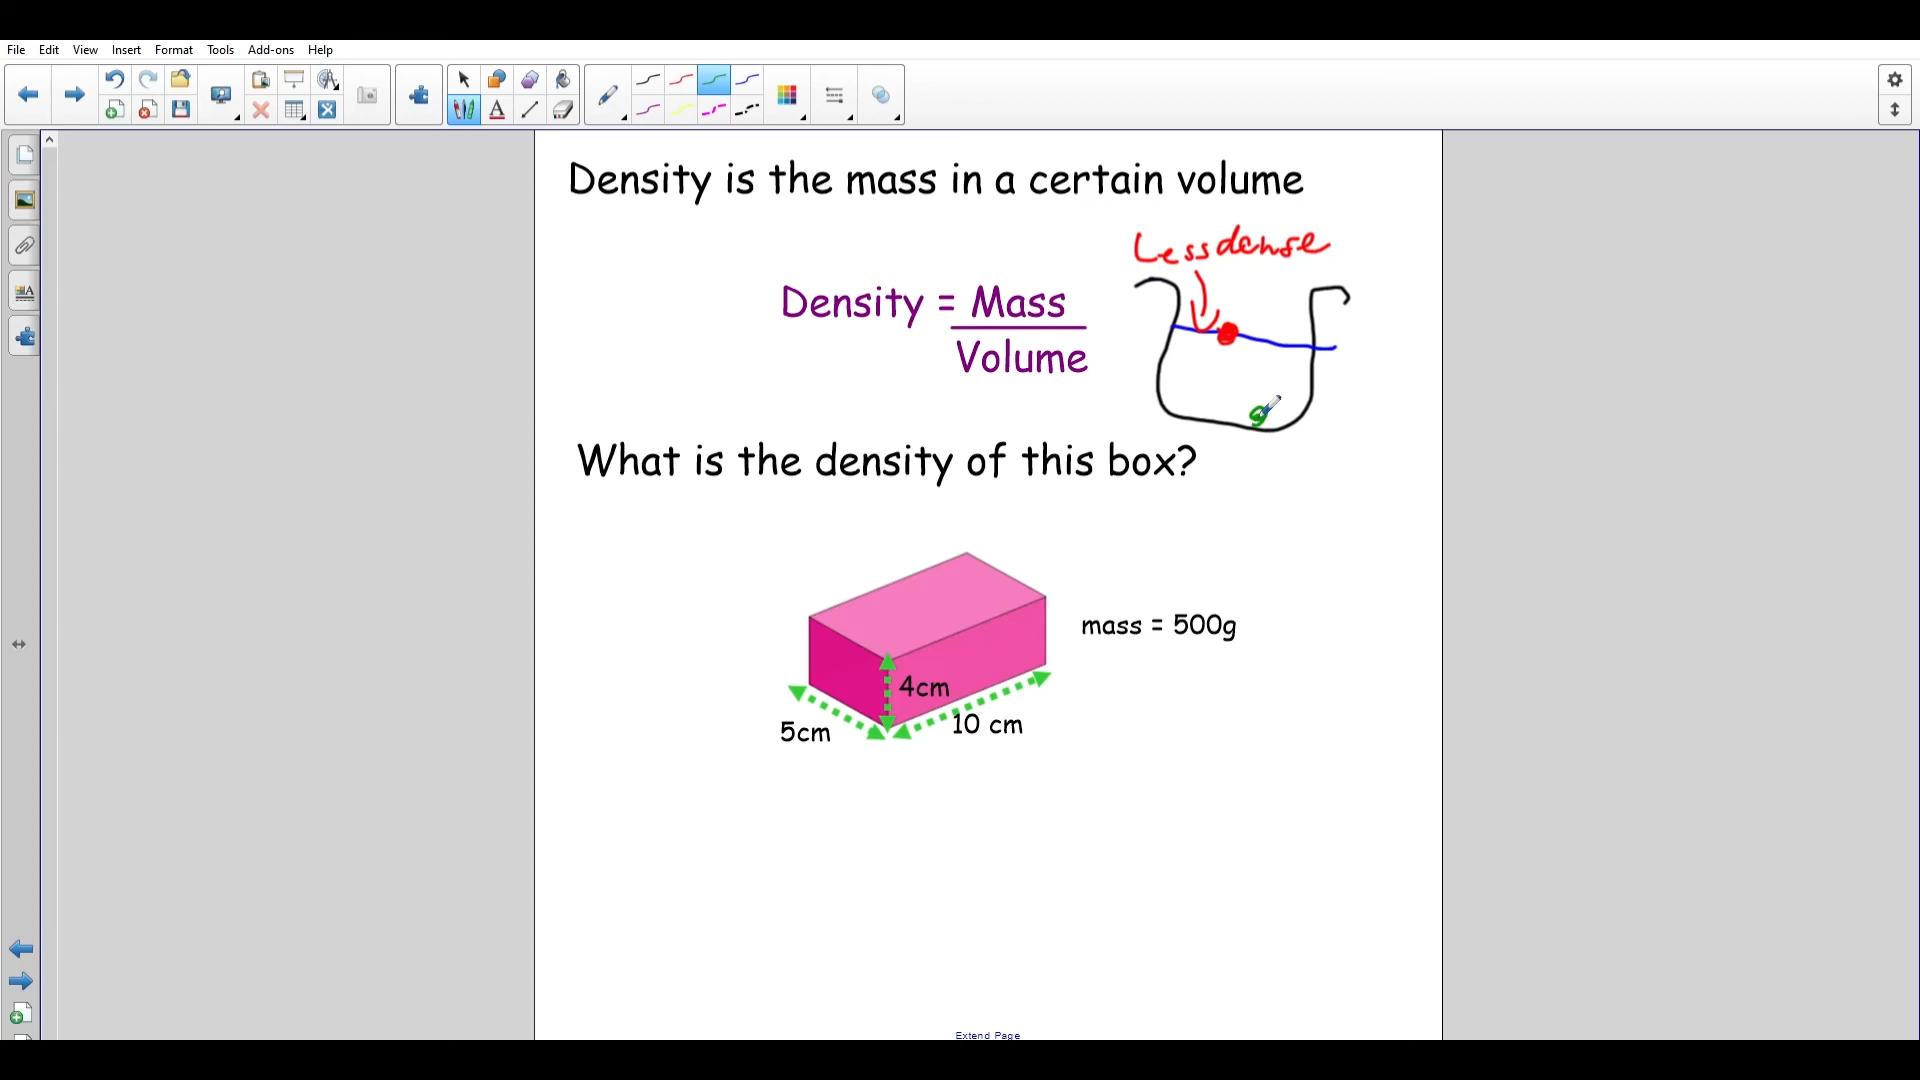 File Edit View Insert Format Tools Add-ons Help
Density is the mass in a certain volume
Less dense
Density = Mass
Volume
What is the density of this box?
mass = 500g
4cm
10 cm
5cm
Extend Page